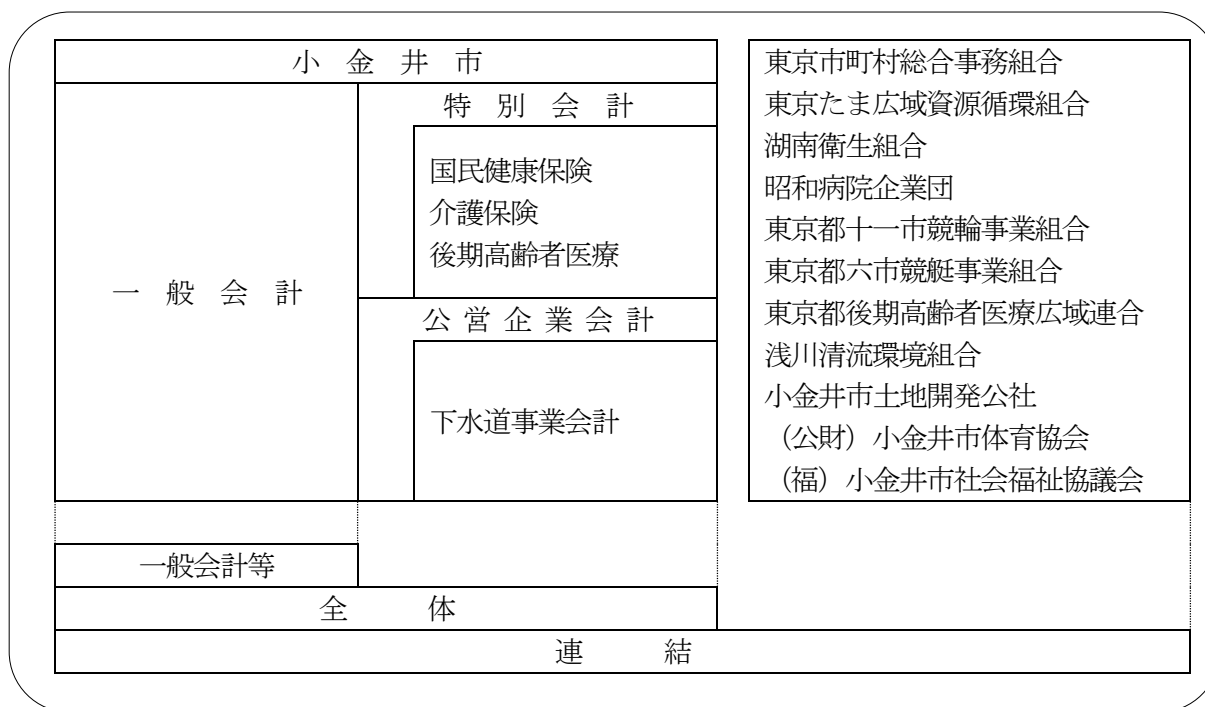 小金井市
一般会計
特別会計
国民健康保険
介護保険
後期高齢者医療
公営企業会計
下水道事業会計
東京市町村総合事務組合
東京たま広域資源循環組合
湖南衛生組合
昭和病院企業団
東京都十一市競輪事業組合
東京都六市競艇事業組合
東京都後期高齢者医療広域連合
浅川清流環境組合
小金井市土地開発公社
（公財）小金井市体育協会
（福）小金井市社会福祉協議会
一般会計等
全体
連結